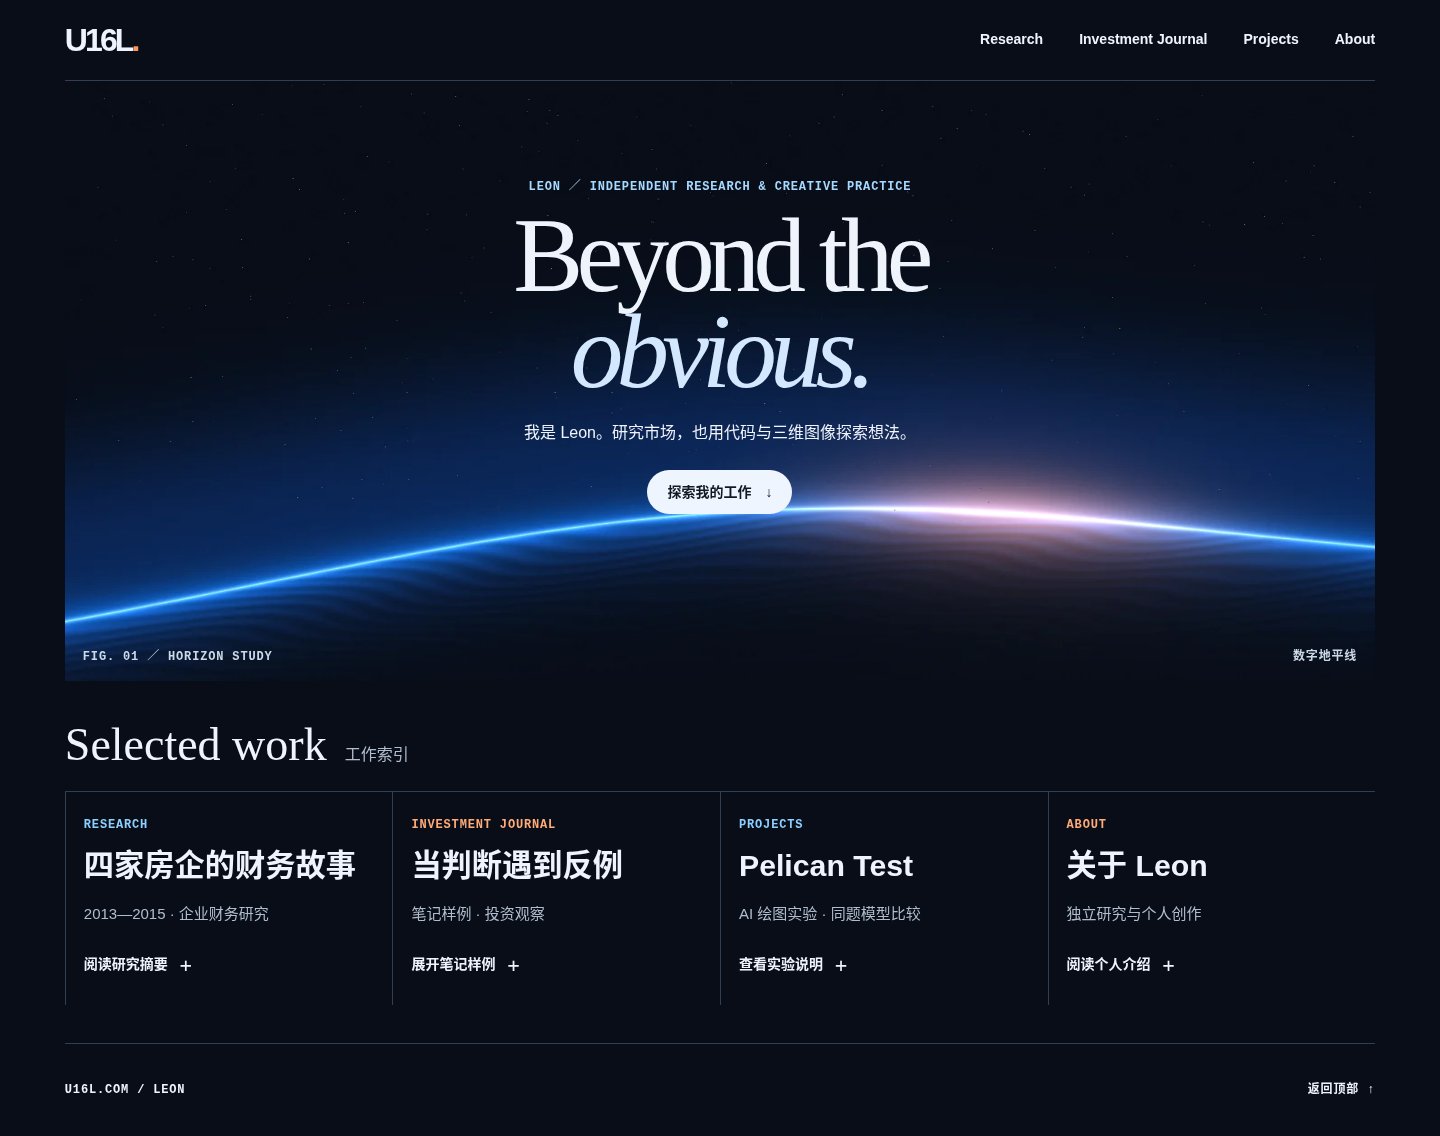 U16L.
Research Investment Journal Projects About
LEON ／ INDEPENDENT RESEARCH & CREATIVE PRACTICE
Beyond the
obvious.
我是 Leon。研究市场，也用代码与三维图像探索想法。
探索我的工作 ↓
FIG. 01 ／ HORIZON STUDY
数字地平线
Selected work 工作索引
RESEARCH
四家房企的财务故事
2013—2015 · 企业财务研究
阅读研究摘要 +
INVESTMENT JOURNAL
当判断遇到反例
笔记样例 · 投资观察
展开笔记样例 +
PROJECTS
Pelican Test
AI 绘图实验 · 同题模型比较
查看实验说明 +
ABOUT
关于 Leon
独立研究与个人创作
阅读个人介绍 +
U16L.COM / LEON
返回顶部 ↑